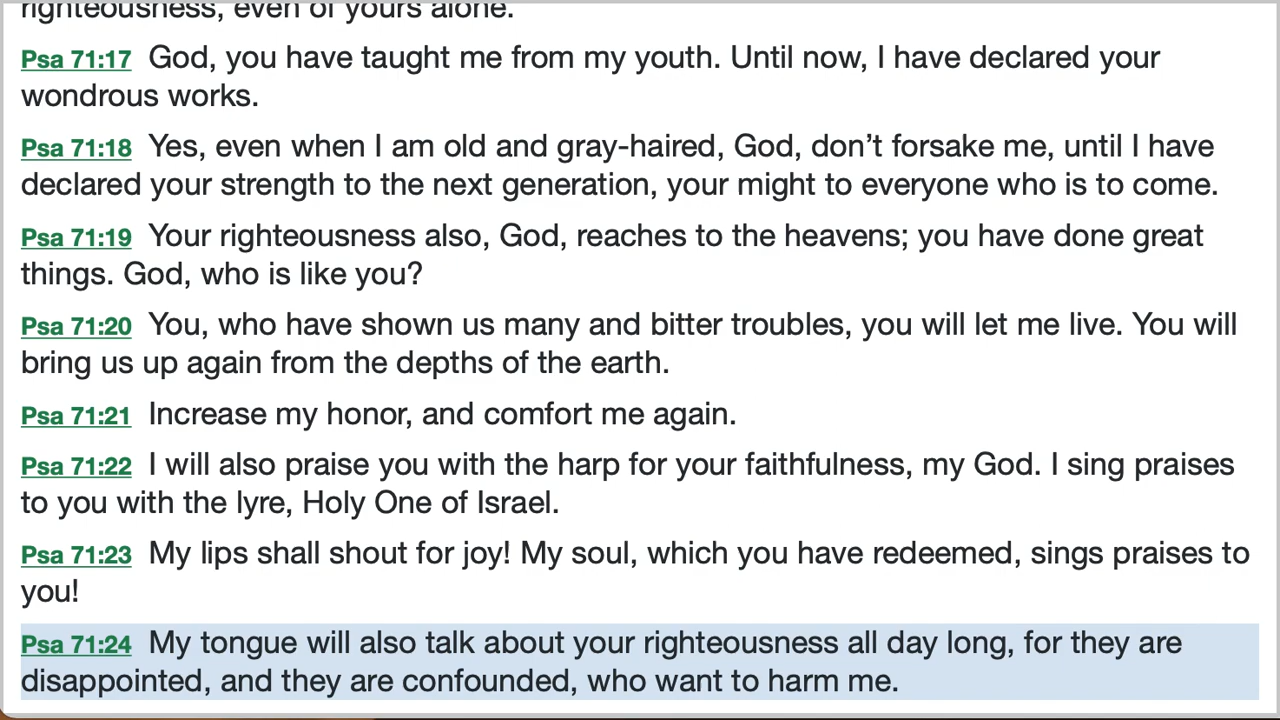 righteousness, even of yours alone.
Psa 71:17 God, you have taught me from my youth. Until now, I have declared your
wondrous works.
Psa 71:18 Yes, even when I am old and gray-haired, God, don’t forsake me, until I have
declared your strength to the next generation, your might to everyone who is to come.
Psa 71:19 Your righteousness also, God, reaches to the heavens; you have done great
things. God, who is like you?
Psa 71:20 You, who have shown us many and bitter troubles, you will let me live. You will
bring us up again from the depths of the earth.
Psa 71:21 Increase my honor, and comfort me again.
Psa 71:22 I will also praise you with the harp for your faithfulness, my God. I sing praises
to you with the lyre, Holy One of Israel.
Psa 71:23 My lips shall shout for joy! My soul, which you have redeemed, sings praises to
you!
Psa 71:24 My tongue will also talk about your righteousness all day long, for they are
disappointed, and they are confounded, who want to harm me.